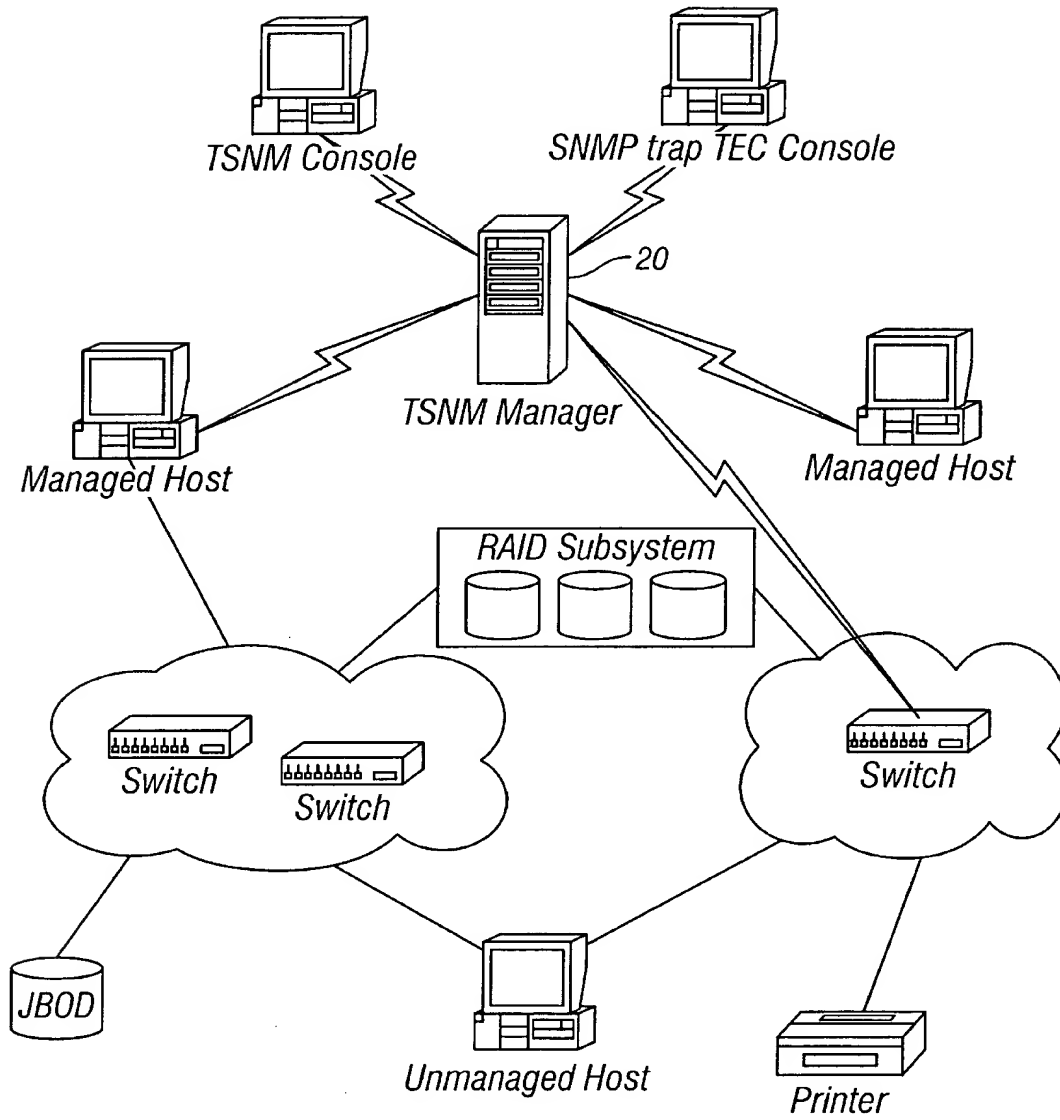 TSNM Console
SNMP trap TEC Console
20
TSNM Manager
Managed Host
Managed Host
RAID Subsystem
Switch
Switch
Switch
JBOD
Unmanaged Host
Printer